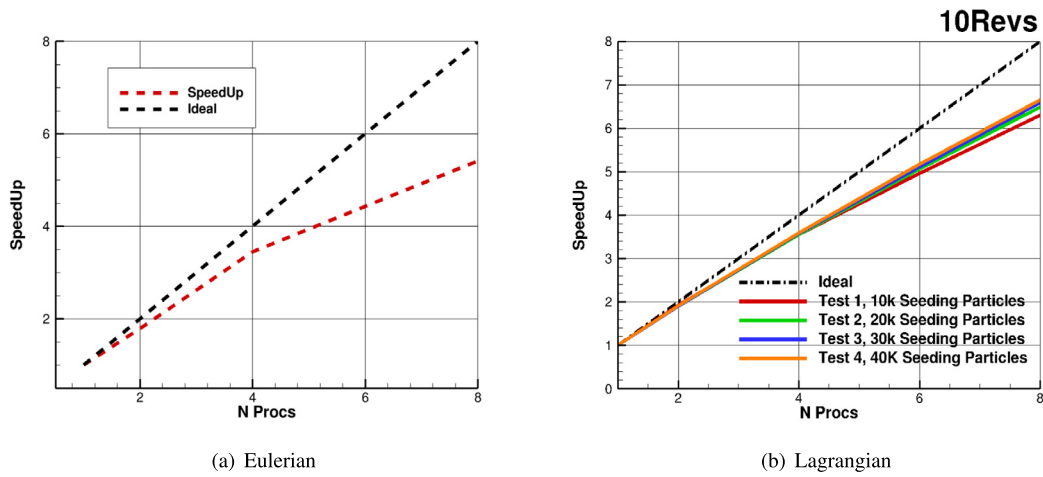 10Revs
8
6
4
2
SpeedUp
SpeedUp
Ideal
2
4
6
8
N Procs
(a) Eulerian
8
7
6
5
4
3
2
1
0
SpeedUp
Ideal
Test 1, 10k Seeding Particles
Test 2, 20k Seeding Particles
Test 3, 30k Seeding Particles
Test 4, 40K Seeding Particles
2
4
6
8
N Procs
(b) Lagrangian